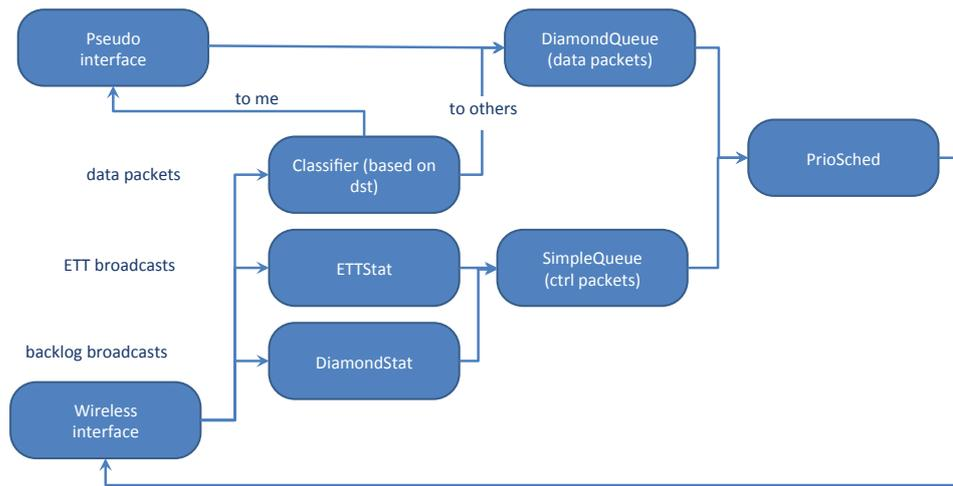 Pseudo
interface
DiamondQueue
(data packets)
to me
to others
PrioSched
Classifier (based on
dst)
data packets
SimpleQueue
(ctrl packets)
ETT broadcasts
ETTStat
backlog broadcasts
DiamondStat
Wireless
interface